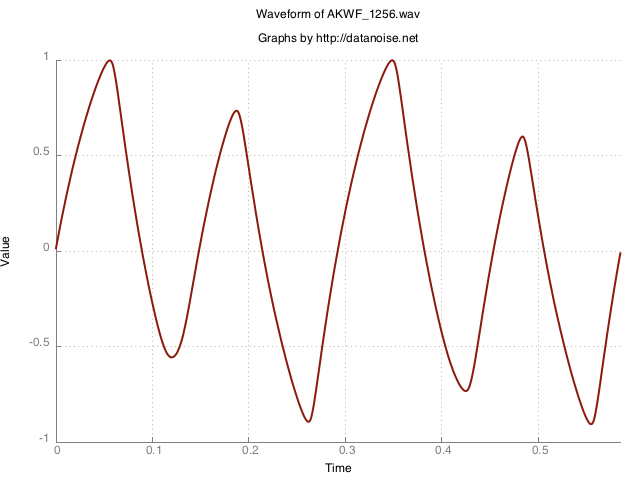 Waveform of AKWF_1256.wav
Graphs by http://datanoise.net
1
0.5
0
-0.5
-1
Value
0 0.1 0.2 0.3 0.4 0.5
Time